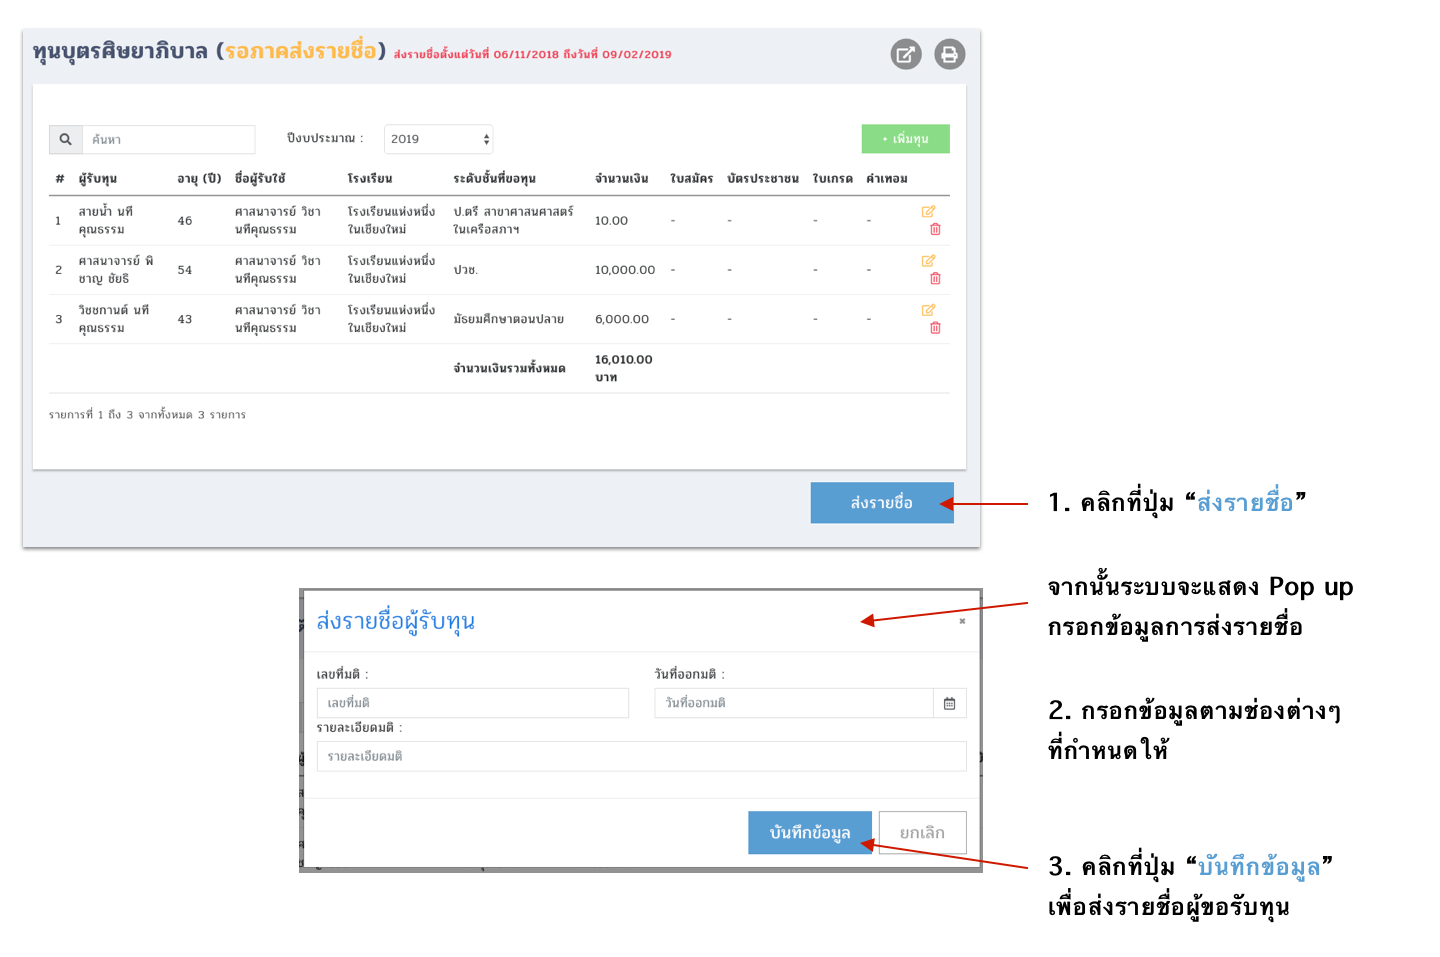 ทุนบุตรศิษยาภิบาล (รอภาคส่งรายชื่อ) ส่งรายชื่อตั้งแต่วันที่ 06/11/2018 ถึงวันที่ 09/02/2019
ค้นหา ปีงบประมาณ : 2019 + เพิ่มทุน
# ผู้รับทุน อายุ (ปี) ชื่อผู้รับใช้ โรงเรียน ระดับชั้นที่ขอทุน จำนวนเงิน ใบสมัคร บัตรประชาชน ใบเกรด ค่าเทอม
1 สายน้ำ นที คุณธรรม 46 ศาสนาจารย์ วิชา นทีคุณธรรม โรงเรียนแห่งหนึ่ง ในเชียงใหม่ ป.ตรี สาขาศาสนศาสตร์ ในเครือสภาฯ 10.00 - - - -
2 ศาสนาจารย์ พิ ชาญ ชัยธิ 54 ศาสนาจารย์ วิชา นทีคุณธรรม โรงเรียนแห่งหนึ่ง ในเชียงใหม่ ปวช. 10,000.00 - - - -
3 วิชชกานต์ นที คุณธรรม 43 ศาสนาจารย์ วิชา นทีคุณธรรม โรงเรียนแห่งหนึ่ง ในเชียงใหม่ มัธยมศึกษาตอนปลาย 6,000.00 - - - -
จำนวนเงินรวมทั้งหมด 16,010.00 บาท
รายการที่ 1 ถึง 3 จากทั้งหมด 3 รายการ
ส่งรายชื่อ
1. คลิกที่ปุ่ม “ส่งรายชื่อ”
จากนั้นระบบจะแสดง Pop up
กรอกข้อมูลการส่งรายชื่อ
ส่งรายชื่อผู้รับทุน ×
เลขที่มติ : วันที่ออกมติ :
เลขที่มติ วันที่ออกมติ
รายละเอียดมติ :
รายละเอียดมติ
2. กรอกข้อมูลตามช่องต่างๆ
ที่กำหนดให้
บันทึกข้อมูล ยกเลิก
3. คลิกที่ปุ่ม “บันทึกข้อมูล”
เพื่อส่งรายชื่อผู้ขอรับทุน